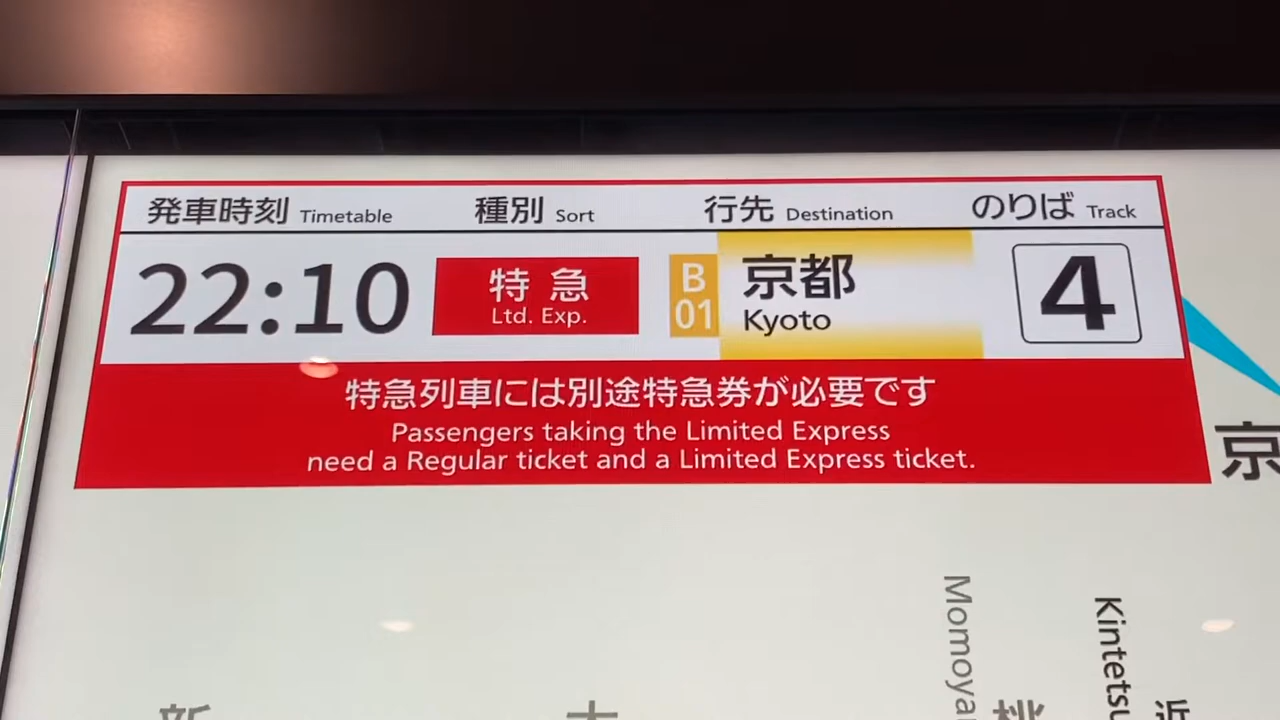 発車時刻 Timetable 種別 Sort 行先 Destination のりば Track
22:10 特急 Ltd. Exp. B 01 京都 Kyoto 4
特急列車には別途特急券が必要です
Passengers taking the Limited Express
need a Regular ticket and a Limited Express ticket.
京